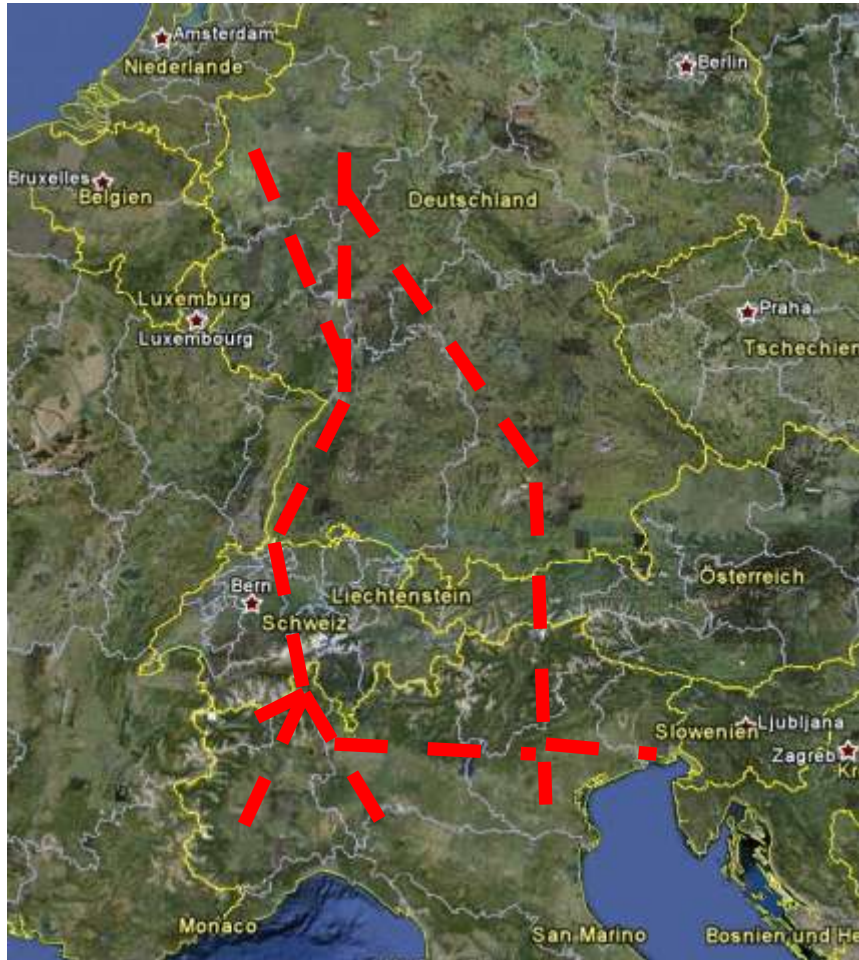 Amsterdam
Niederlande
Berlin
Bruxelles
Belgien
Deutschland
Luxemburg
Luxembourg
Praha
Tschechien
Bern
Liechtenstein
Österreich
Schweiz
Slowenien
Ljubljana
Zagreb
Kr
Monaco
San Marino
Bosnien und He